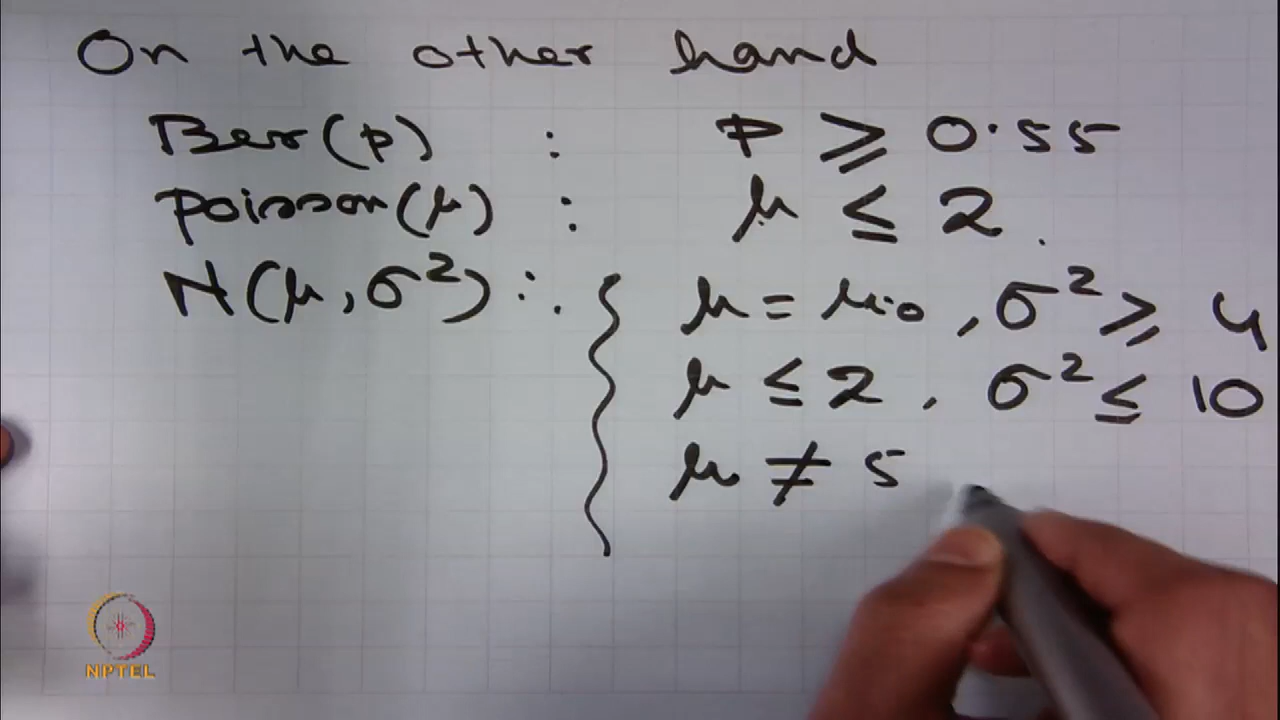 On the other hand
Ber(p) : p ⩾ 0.55
poisson(μ) : μ ≤ 2.
N(μ, σ²) : μ = μ₀, σ² ⩾ 4
μ ≤ 2, σ² ≤ 10
μ ≠ 5
NPTEL